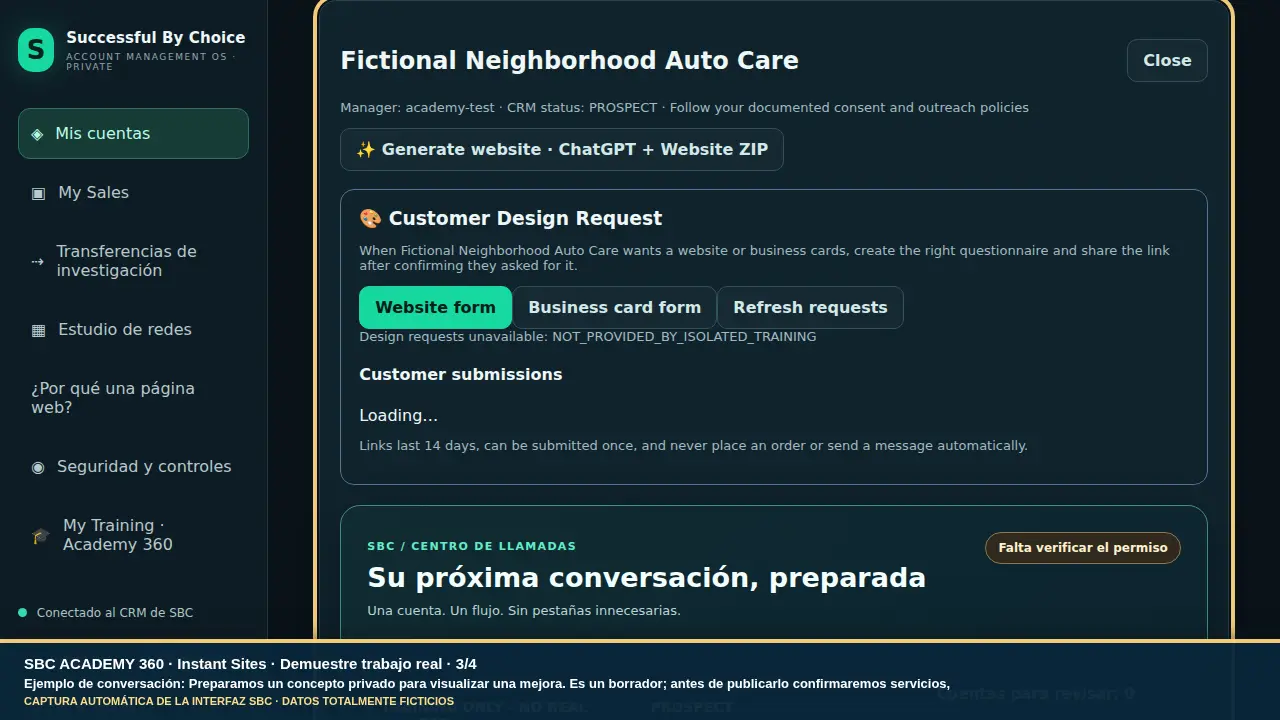 S
Successful By Choice
ACCOUNT MANAGEMENT OS ·
PRIVATE
Mis cuentas
My Sales
Transferencias de
investigación
Estudio de redes
¿Por qué una página
web?
Seguridad y controles
My Training ·
Academy 360
Conectado al CRM de SBC
Fictional Neighborhood Auto Care
Close
Manager: academy-test · CRM status: PROSPECT · Follow your documented consent and outreach policies
✨ Generate website · ChatGPT + Website ZIP
🎨 Customer Design Request
When Fictional Neighborhood Auto Care wants a website or business cards, create the right questionnaire and share the link
after confirming they asked for it.
Website form
Business card form
Refresh requests
Design requests unavailable: NOT_PROVIDED_BY_ISOLATED_TRAINING
Customer submissions
Loading...
Links last 14 days, can be submitted once, and never place an order or send a message automatically.
SBC / CENTRO DE LLAMADAS
Falta verificar el permiso
Su próxima conversación, preparada
Una cuenta. Un flujo. Sin pestañas innecesarias.
SBC ACADEMY 360 · Instant Sites · Demuestre trabajo real · 3/4
Ejemplo de conversación: Preparamos un concepto privado para visualizar una mejora. Es un borrador; antes de publicarlo confirmaremos servicios,
CAPTURA AUTOMÁTICA DE LA INTERFAZ SBC · DATOS TOTALMENTE FICTICIOS
Cuentas para revisar: 0
ONLY - NO REAL
PROSPECT